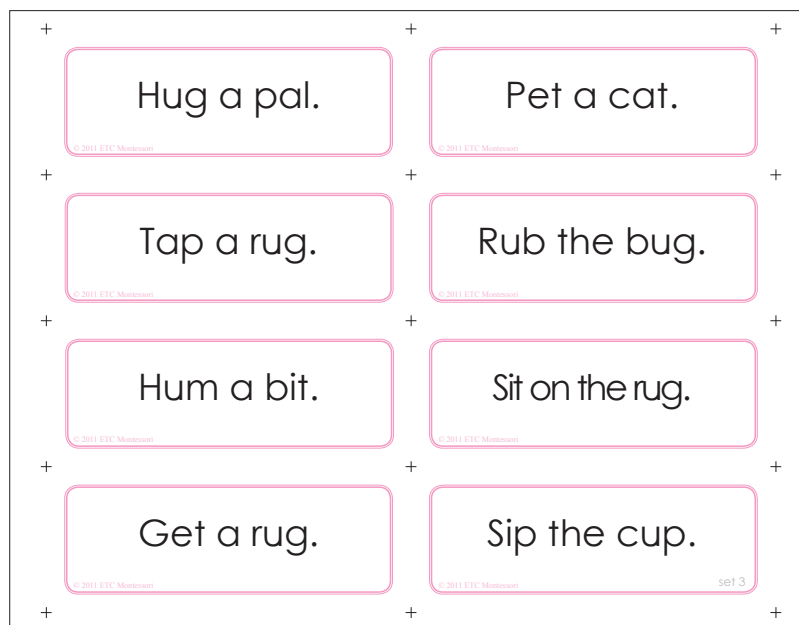 Hug a pal.
© 2011 ETC Montessori
Pet a cat.
© 2011 ETC Montessori
Tap a rug.
© 2011 ETC Montessori
Rub the bug.
© 2011 ETC Montessori
Hum a bit.
© 2011 ETC Montessori
Sit on the rug.
© 2011 ETC Montessori
Get a rug.
© 2011 ETC Montessori
Sip the cup.
© 2011 ETC Montessori
set 3